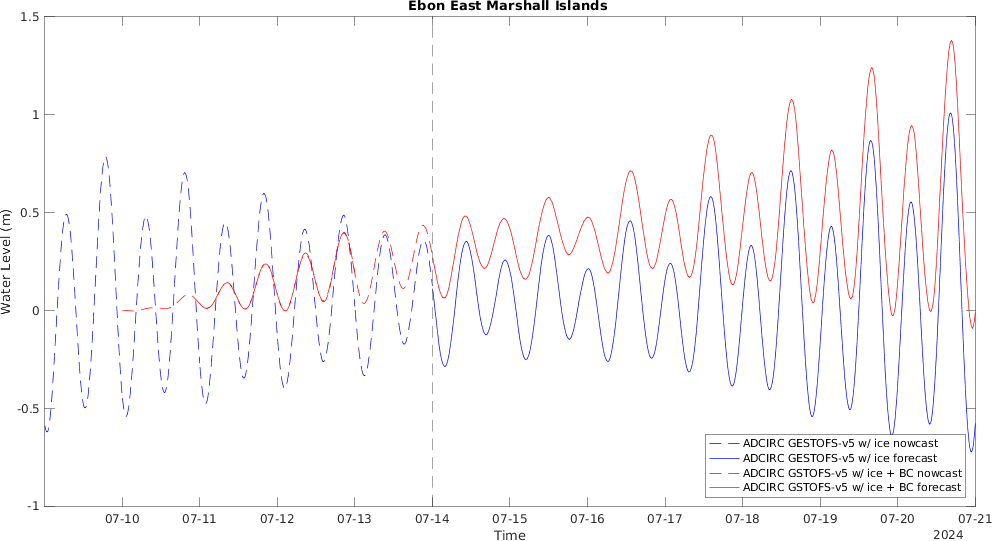 Ebon East Marshall Islands
1.5
1
0.5
0
-0.5
-1
Water Level (m)
07-10 07-11 07-12 07-13 07-14 07-15 07-16 07-17 07-18 07-19 07-20 07-21
Time
2024
ADCIRC GESTOFS-v5 w/ ice nowcast
ADCIRC GESTOFS-v5 w/ ice forecast
ADCIRC GSTOFS-v5 w/ ice + BC nowcast
ADCIRC GSTOFS-v5 w/ ice + BC forecast